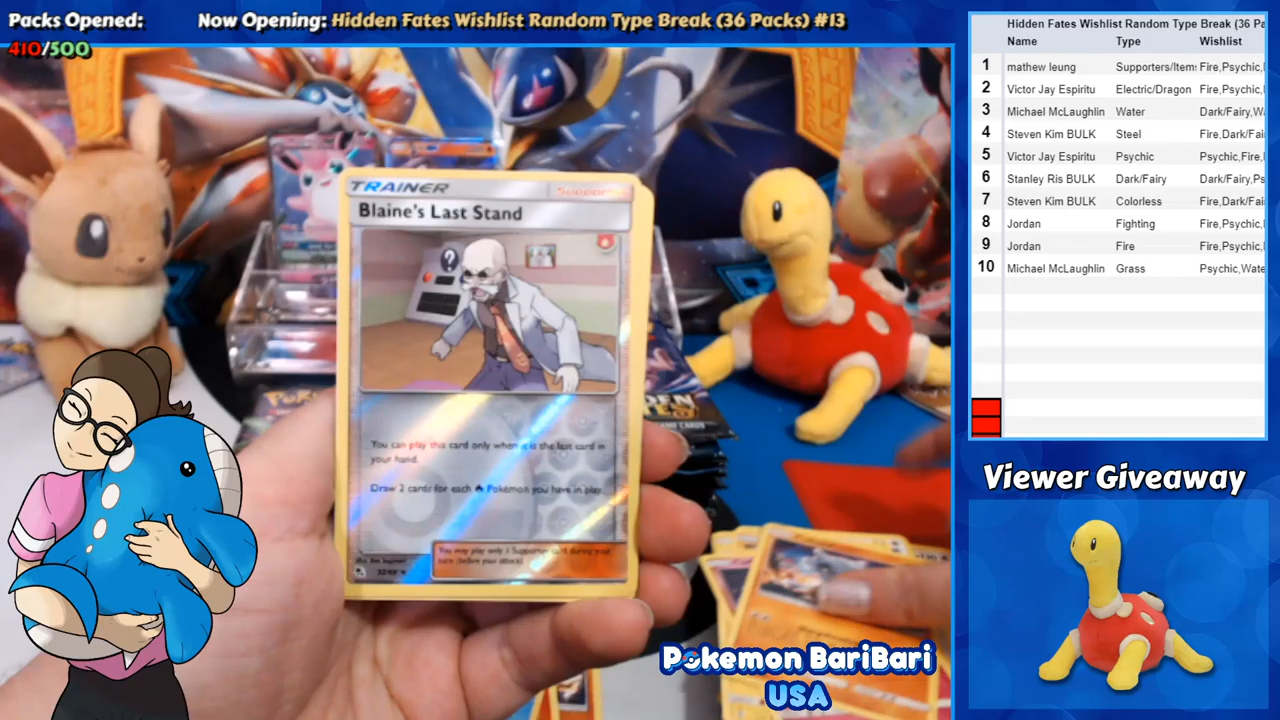 Packs Opened:
Now Opening: Hidden Fates Wishlist Random Type Break (36 Packs) #13
410/500
Hidden Fates Wishlist Random Type Break (36 Pa
Name Type Wishlist
1 mathew leung Supporters/Items Fire,Psychic,
2 Victor Jay Espiritu Electric/Dragon Fire,Psychic,
3 Michael McLaughlin Water Dark/Fairy,Wa
4 Steven Kim BULK Steel Fire,Dark/Fai
5 Victor Jay Espiritu Psychic Psychic,Fire,
6 Stanley Ris BULK Dark/Fairy Dark/Fairy,Ps
7 Steven Kim BULK Colorless Fire,Dark/Fai
8 Jordan Fighting Fire,Psychic,
9 Jordan Fire Fire,Psychic,
10 Michael McLaughlin Grass Psychic,Wate
TRAINER Supporter
Blaine's Last Stand
?
You can play this card only when it is the last card in
your hand.
Draw 2 cards for each Pokémon you have in play.
You may play only 1 Supporter card during your
turn (before your attack).
Viewer Giveaway
Pokemon BariBari
USA